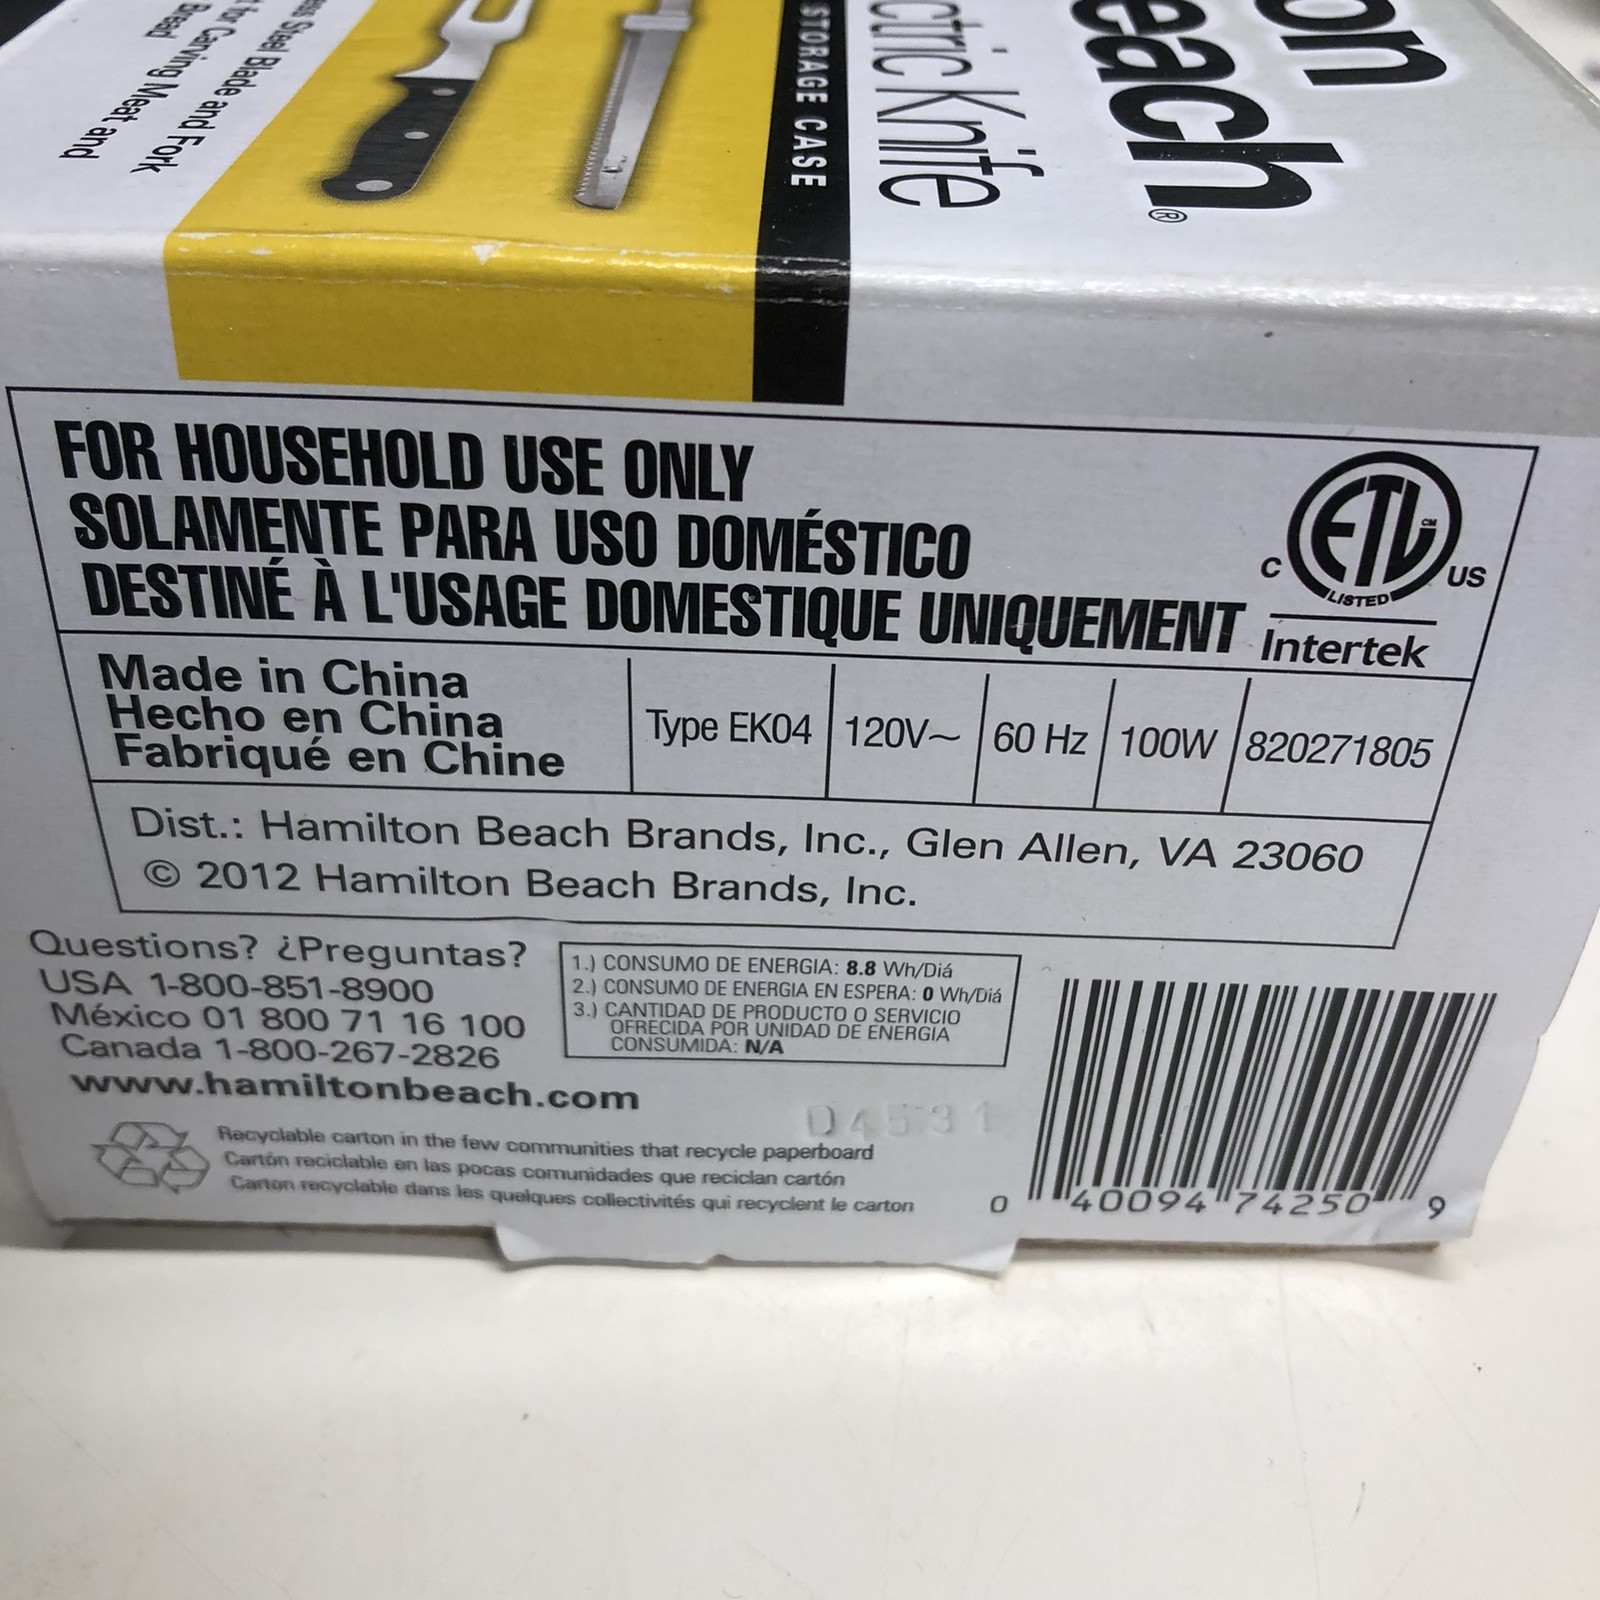 on
each®
ctric Knife
STORAGE CASE
Steel Blade and Fork
for Carving Meat and
Bread
FOR HOUSEHOLD USE ONLY
SOLAMENTE PARA USO DOMÉSTICO
DESTINÉ À L'USAGE DOMESTIQUE UNIQUEMENT
C ETL CM US
LISTED
Intertek
Made in China
Hecho en China
Fabriqué en Chine
Type EK04
120V~
60 Hz
100W
820271805
Dist.: Hamilton Beach Brands, Inc., Glen Allen, VA 23060
© 2012 Hamilton Beach Brands, Inc.
Questions? ¿Preguntas?
USA 1-800-851-8900
México 01 800 71 16 100
Canada 1-800-267-2826
www.hamiltonbeach.com
1.) CONSUMO DE ENERGIA: 8.8 Wh/Diá
2.) CONSUMO DE ENERGIA EN ESPERA: 0 Wh/Diá
3.) CANTIDAD DE PRODUCTO O SERVICIO
OFRECIDA POR UNIDAD DE ENERGIA
CONSUMIDA: N/A
D4531
Recyclable carton in the few communities that recycle paperboard
Cartón reciclable en las pocas comunidades que reciclan cartón
Carton recyclable dans les quelques collectivités qui recyclent le carton
0 40094 74250 9